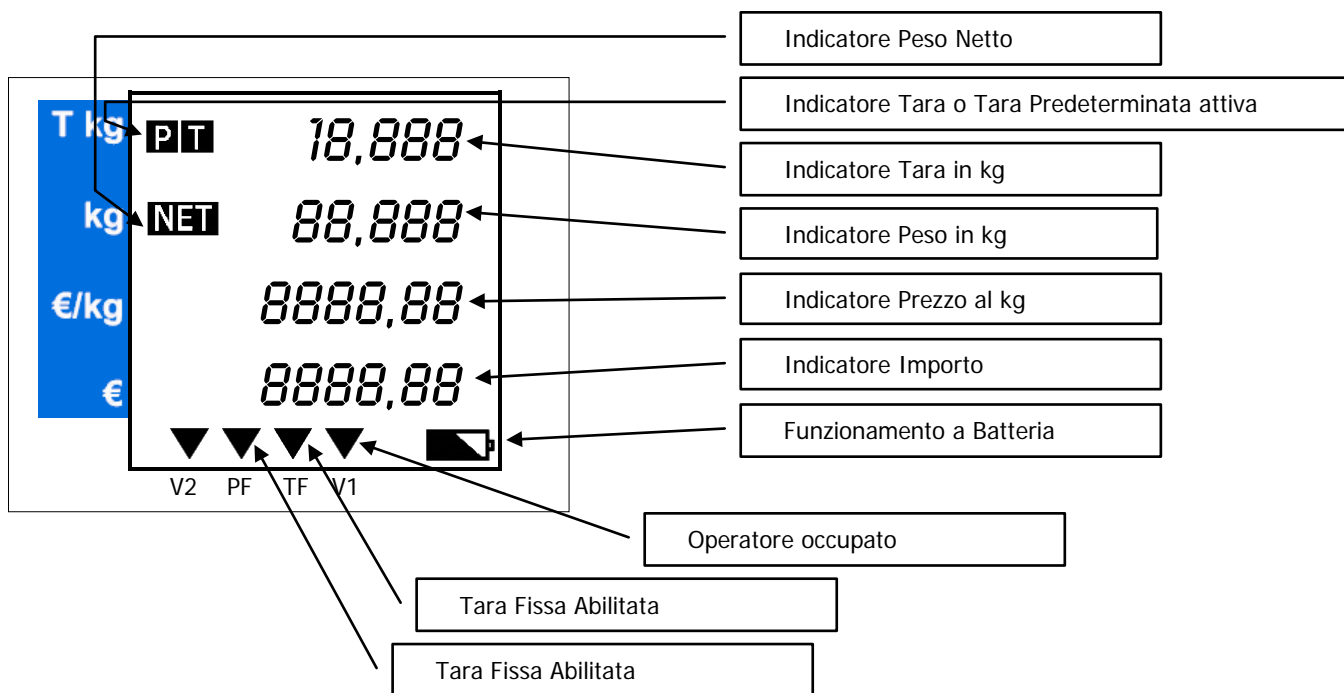 Indicatore Peso Netto
Indicatore Tara o Tara Predeterminata attiva
T kg PT 18,888
Indicatore Tara in kg
kg NET 88,888
Indicatore Peso in kg
€/kg 8888,88
Indicatore Prezzo al kg
€ 8888,88
Indicatore Importo
Funzionamento a Batteria
V2 PF TF V1
Operatore occupato
Tara Fissa Abilitata
Tara Fissa Abilitata